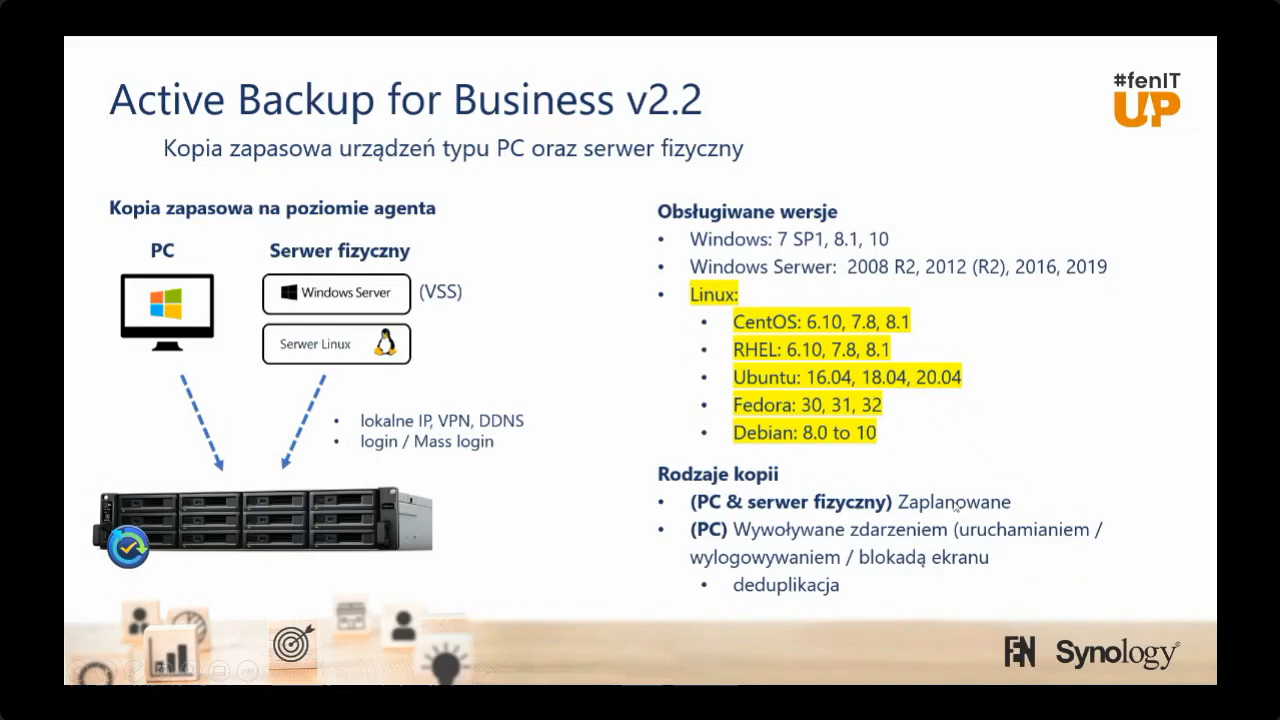 Active Backup for Business v2.2
#fenIT
UP
Kopia zapasowa urządzeń typu PC oraz serwer fizyczny
Kopia zapasowa na poziomie agenta
PC
Serwer fizyczny
Windows Server
(VSS)
Serwer Linux
• lokalne IP, VPN, DDNS
• login / Mass login
Obsługiwane wersje
• Windows: 7 SP1, 8.1, 10
• Windows Serwer: 2008 R2, 2012 (R2), 2016, 2019
• Linux:
• CentOS: 6.10, 7.8, 8.1
• RHEL: 6.10, 7.8, 8.1
• Ubuntu: 16.04, 18.04, 20.04
• Fedora: 30, 31, 32
• Debian: 8.0 to 10
Rodzaje kopii
• (PC & serwer fizyczny) Zaplanowane
• (PC) Wywoływane zdarzeniem (uruchamianiem /
wylogowywaniem / blokadą ekranu
• deduplikacja
FEN Synology